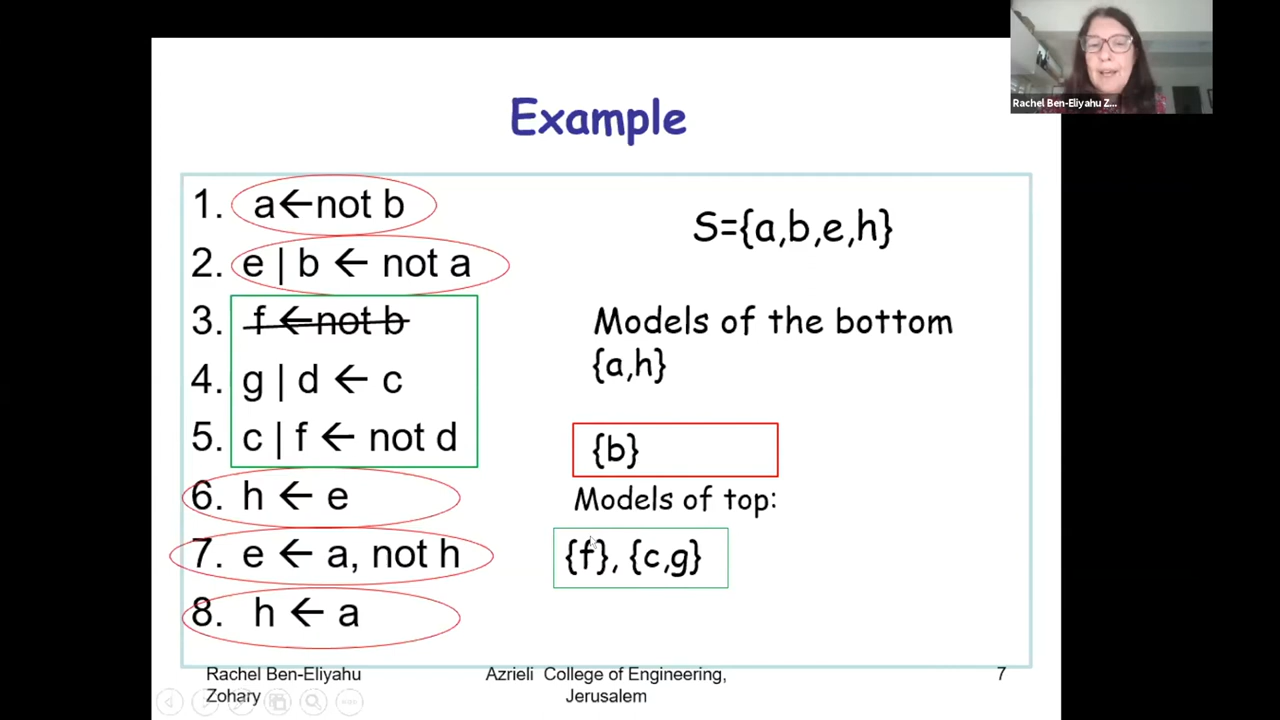 Rachel Ben-Eliyahu Z...
Example
1. a←not b
2. e | b ← not a
3. f ←not b
4. g | d ← c
5. c | f ← not d
6. h ← e
7. e ← a, not h
8. h ← a
S={a,b,e,h}
Models of the bottom
{a,h}
{b}
Models of top:
{f}, {c,g}
Rachel Ben-Eliyahu
Zohary
Azrieli College of Engineering,
Jerusalem
7